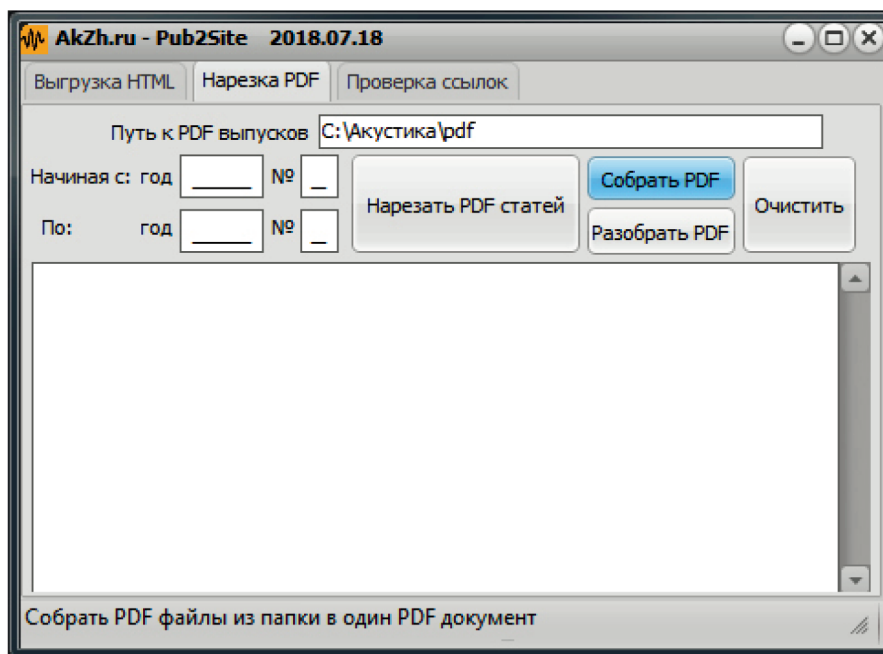 AkZh.ru - Pub2Site 2018.07.18
Выгрузка HTML Нарезка PDF Проверка ссылок
Путь к PDF выпусков C:\Акустика\pdf
Начиная с: год _____ № _
Нарезать PDF статей
Собрать PDF
Очистить
По: год _____ № _
Разобрать PDF
Собрать PDF файлы из папки в один PDF документ